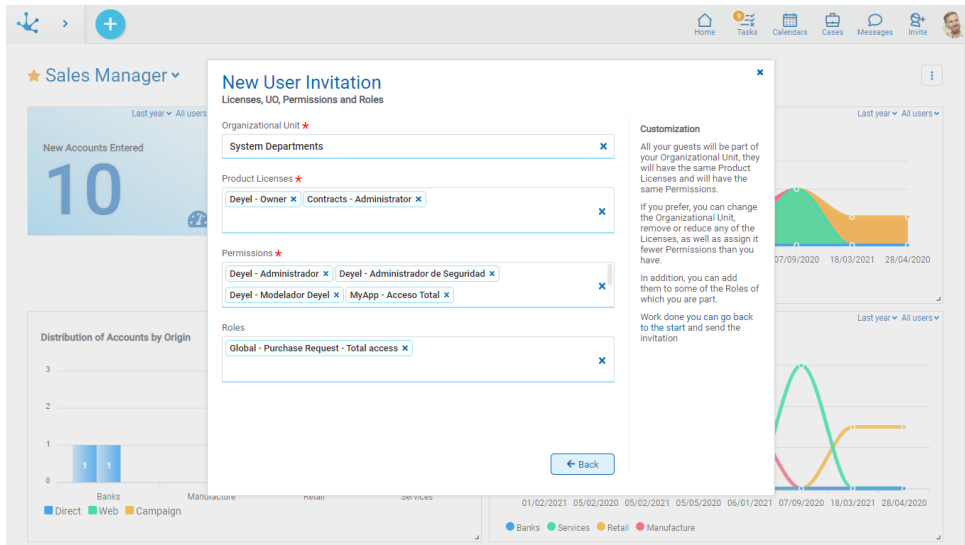 9
Home
Tasks
Calendars
Cases
Messages
Invite
Sales Manager
Last year All users
New Accounts Entered
10
New User Invitation
Licenses, UO, Permissions and Roles
Organizational Unit *
System Departments
Product Licenses *
Deyel - Owner × Contracts - Administrator ×
Permissions *
Deyel - Administrador × Deyel - Administrador de Seguridad ×
Deyel - Modelador Deyel × MyApp - Acceso Total ×
Roles
Global - Purchase Request - Total access ×
Back
Customization
All your guests will be part of
your Organizational Unit, they
will have the same Product
Licenses and will have the
same Permissions.
If you prefer, you can change
the Organizational Unit,
remove or reduce any of the
Licenses, as well as assign it
fewer Permissions than you
have.
In addition, you can add
them to some of the Roles of
which you are part.
Work done you can go back
to the start and send the
invitation
Last year All users
07/09/2020 18/03/2021 28/04/2020
Distribution of Accounts by Origin
3
2
1
0
1 1
Banks Manufacture Retail Services
Direct Web Campaign
Last year All users
01/02/2021 05/02/2020 05/02/2021 05/05/2020 06/01/2021 07/09/2020 18/03/2021 28/04/2020
Banks Services Retail Manufacture